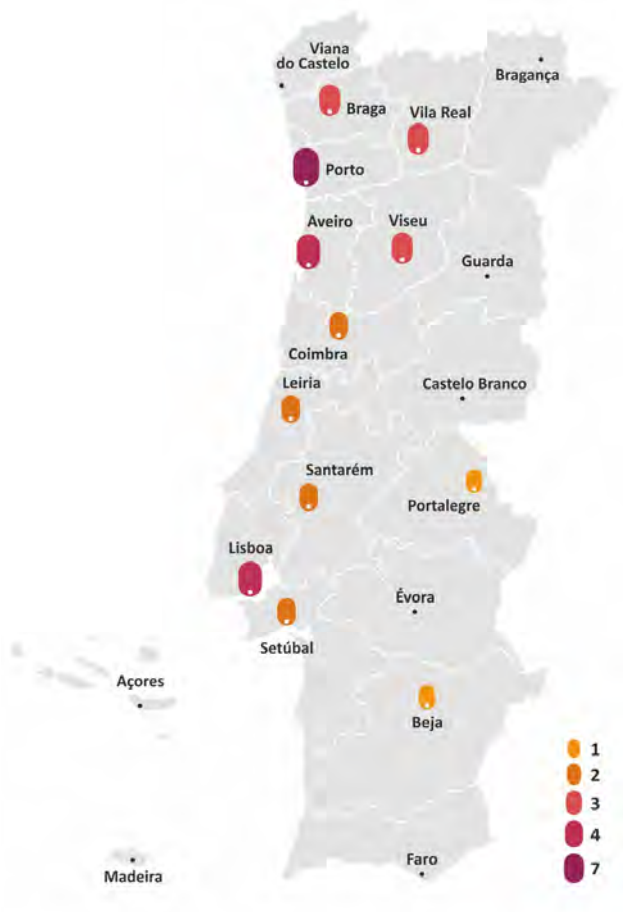 Viana
do Castelo
Bragança
Braga
Vila Real
Porto
Aveiro
Viseu
Guarda
Coimbra
Leiria
Castelo Branco
Santarém
Portalegre
Lisboa
Évora
Setúbal
Açores
Beja
1
2
3
4
7
Faro
Madeira